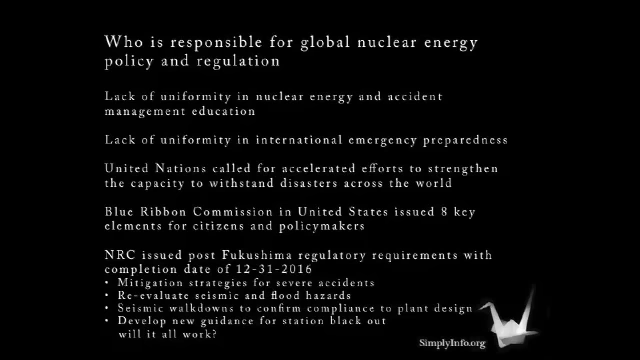 Who is responsible for global nuclear energy
policy and regulation
Lack of uniformity in nuclear energy and accident
management education
Lack of uniformity in international emergency preparedness
United Nations called for accelerated efforts to strengthen
the capacity to withstand disasters across the world
Blue Ribbon Commission in United States issued 8 key
elements for citizens and policymakers
NRC issued post Fukushima regulatory requirements with
completion date of 12-31-2016
• Mitigation strategies for severe accidents
• Re-evaluate seismic and flood hazards
• Seismic walkdowns to confirm compliance to plant design
• Develop new guidance for station black out
will it all work?
SimplyInfo.org